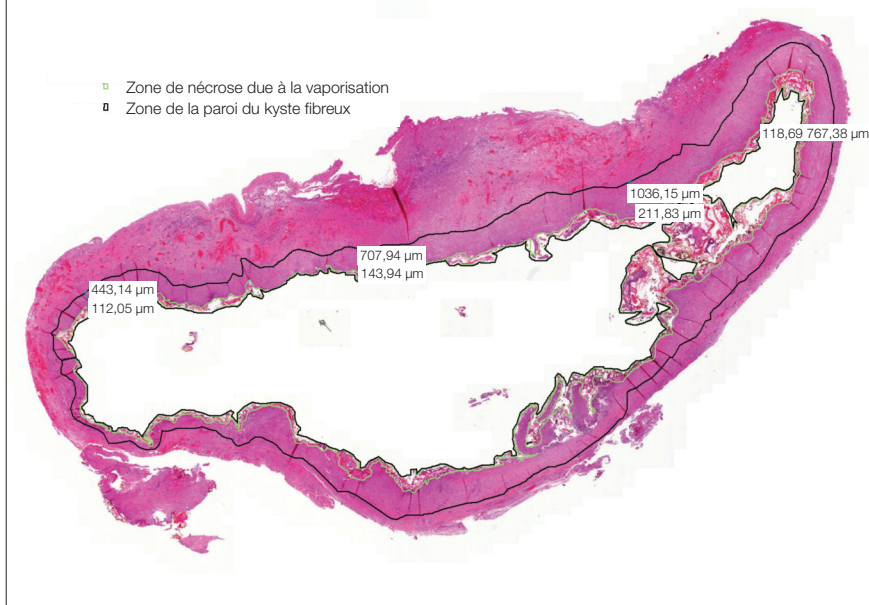 Zone de nécrose due à la vaporisation
Zone de la paroi du kyste fibreux
118,69 767,38 µm
1036,15 µm
211,83 µm
707,94 µm
143,94 µm
443,14 µm
112,05 µm